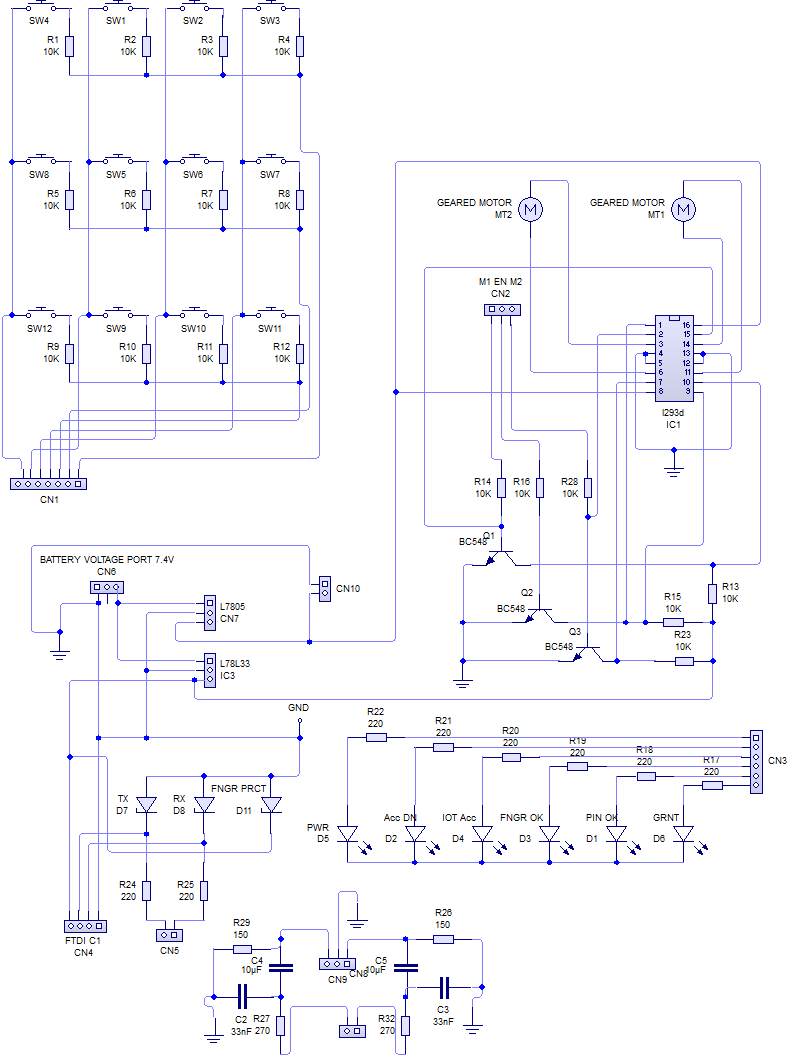 SW4 SW1 SW2 SW3
R1 10K R2 10K R3 10K R4 10K
SW8 SW5 SW6 SW7
R5 10K R6 10K R7 10K R8 10K
SW12 SW9 SW10 SW11
R9 10K R10 10K R11 10K R12 10K
CN1
GEARED MOTOR MT2
GEARED MOTOR MT1
M1 EN M2
CN2
1 16
2 15
3 14
4 13
5 12
6 11
7 10
8 9
l293d
IC1
R14 10K R16 10K R28 10K
Q1
BC548
Q2
BC548
Q3
BC548
R15 10K
R13 10K
R23 10K
BATTERY VOLTAGE PORT 7.4V
CN6
CN10
L7805
CN7
L78L33
IC3
GND
TX D7
RX D8
FNGR PRCT D11
R24 220
R25 220
FTDI C1
CN4
CN5
R22 220
R21 220
R20 220
R19 220
R18 220
R17 220
CN3
PWR D5
Acc DN D2
IOT Acc D4
FNGR OK D3
PIN OK D1
GRNT D6
R29 150
C4 10µF
C2 33nF
R27 270
CN9
CN8
C5 10µF
R26 150
C3 33nF
R32 270